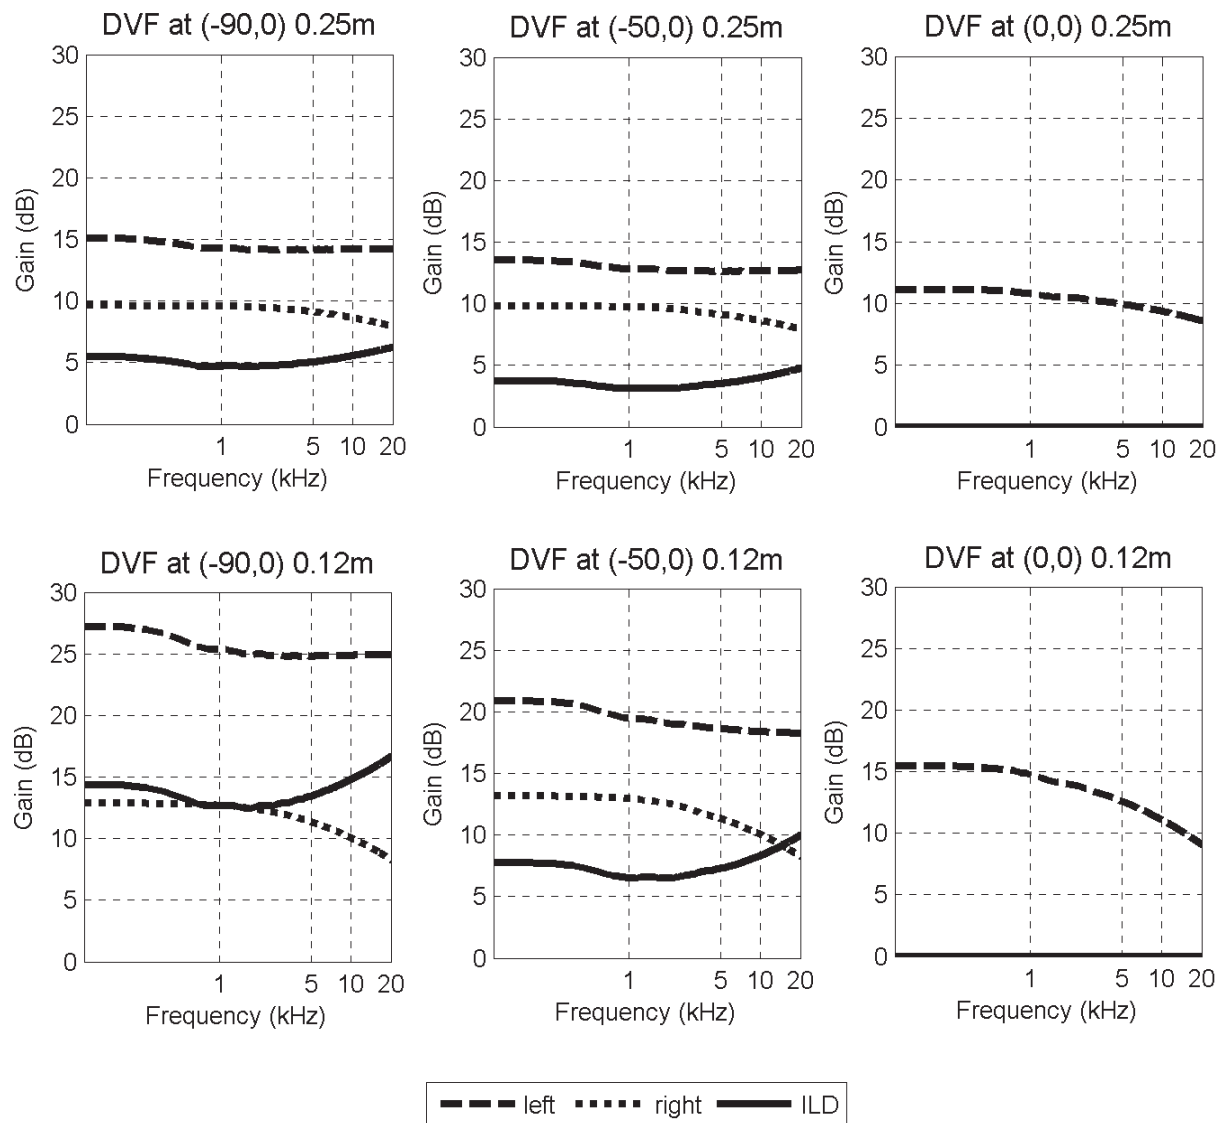 DVF at (-90,0) 0.25m
30
25
20
15
10
5
0
Gain (dB)
1 5 10 20
Frequency (kHz)
DVF at (-50,0) 0.25m
30
25
20
15
10
5
0
Gain (dB)
1 5 10 20
Frequency (kHz)
DVF at (0,0) 0.25m
30
25
20
15
10
5
0
Gain (dB)
1 5 10 20
Frequency (kHz)
DVF at (-90,0) 0.12m
30
25
20
15
10
5
0
Gain (dB)
1 5 10 20
Frequency (kHz)
DVF at (-50,0) 0.12m
30
25
20
15
10
5
0
Gain (dB)
1 5 10 20
Frequency (kHz)
DVF at (0,0) 0.12m
30
25
20
15
10
5
0
Gain (dB)
1 5 10 20
Frequency (kHz)
left right ILD